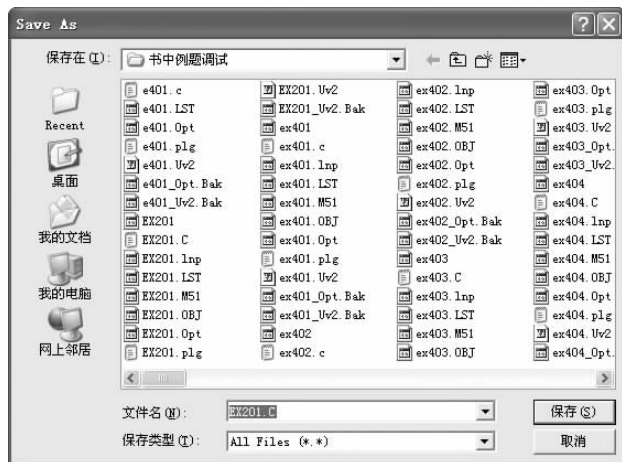 Save As
保存在(I):
书中例题调试
Recent
桌面
我的文档
我的电脑
网上邻居
e401.c
e401.LST
e401.Opt
e401.plg
e401.Uv2
e401_Opt.Bak
e401_Uv2.Bak
EX201
EX201.C
EX201.lnp
EX201.LST
EX201.M51
EX201.OBJ
EX201.Opt
EX201.plg
EX201.Uv2
EX201_Uv2.Bak
ex401
ex401.c
ex401.lnp
ex401.LST
ex401.M51
ex401.OBJ
ex401.Opt
ex401.plg
ex401.Uv2
ex401_Opt.Bak
ex401_Uv2.Bak
ex402
ex402.c
ex402.lnp
ex402.LST
ex402.M51
ex402.OBJ
ex402.Opt
ex402.plg
ex402.Uv2
ex402_Opt.Bak
ex402_Uv2.Bak
ex403
ex403.C
ex403.lnp
ex403.LST
ex403.M51
ex403.OBJ
ex403.Opt
ex403.plg
ex403.Uv2
ex403_Opt.
ex403_Uv2.
ex404
ex404.C
ex404.lnp
ex404.LST
ex404.M51
ex404.OBJ
ex404.Opt
ex404.plg
ex404.Uv2
ex404_Opt.
文件名(N):
EX201.C
保存(S)
保存类型(T):
All Files (*.*)
取消